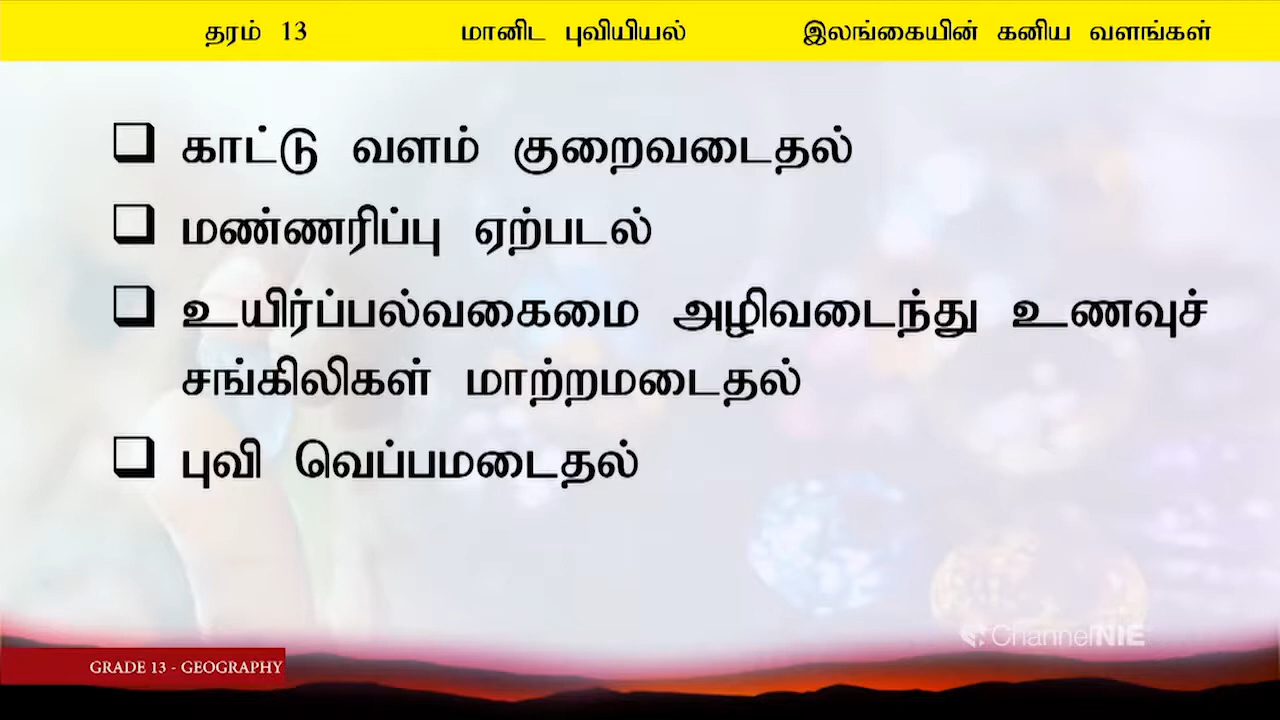 தரம் 13 மானிட புவியியல் இலங்கையின் கனிய வளங்கள்
❑ காட்டு வளம் குறைவடைதல்
❑ மண்ணரிப்பு ஏற்படல்
❑ உயிர்ப்பல்வகைமை அழிவடைந்து உணவுச்
சங்கிலிகள் மாற்றமடைதல்
❑ புவி வெப்பமடைதல்
ChannelNIE
GRADE 13 - GEOGRAPHY